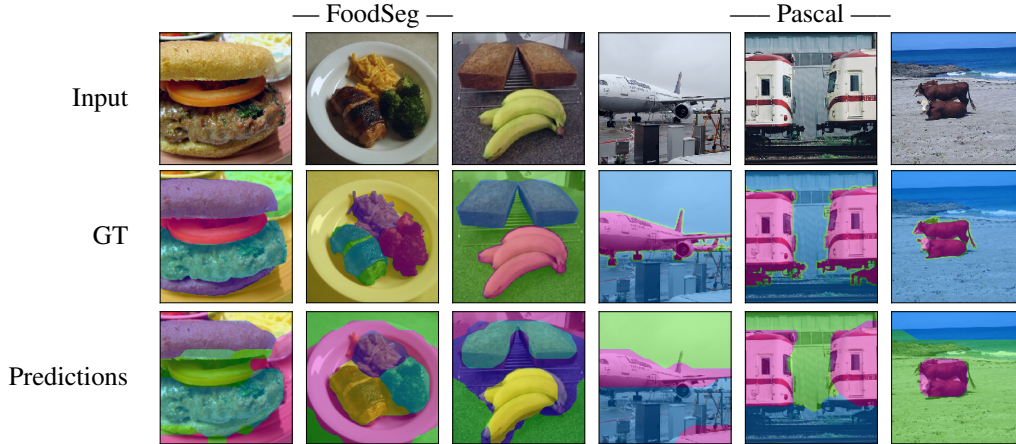 — FoodSeg —
— Pascal —
Input
GT
Predictions